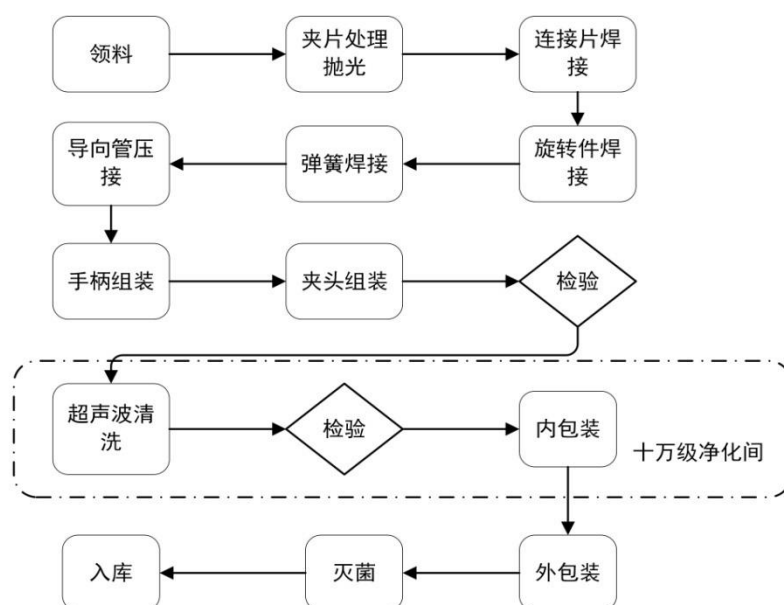 领料
夹片处理
抛光
连接片焊
接
导向管压
接
弹簧焊接
旋转件焊
接
手柄组装
夹头组装
检验
超声波清
洗
检验
内包装
十万级净化间
入库
灭菌
外包装